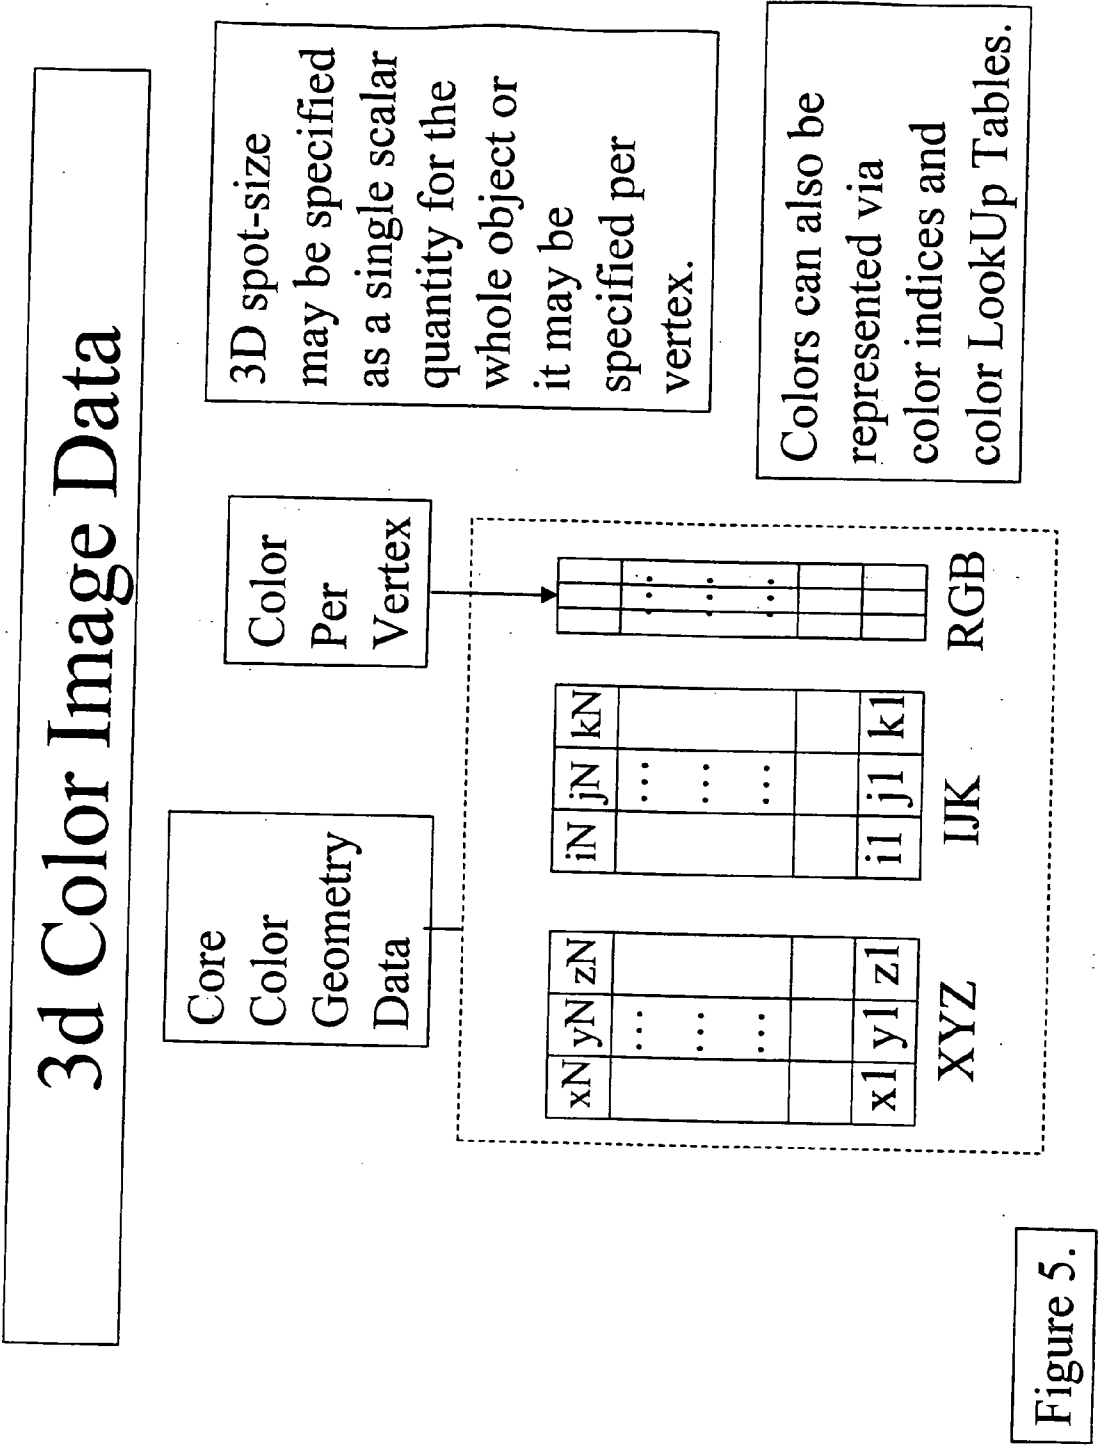 3d Color Image Data
Core
Color
Geometry
Data
Color
Per
Vertex
3D spot-size
may be specified
as a single scalar
quantity for the
whole object or
it may be
specified per
vertex.
xN yN zN
... ... ...
x1 y1 z1
XYZ
iN jN kN
... ... ...
i1 j1 k1
IJK
... ... ...
RGB
Colors can also be
represented via
color indices and
color LookUp Tables.
Figure 5.